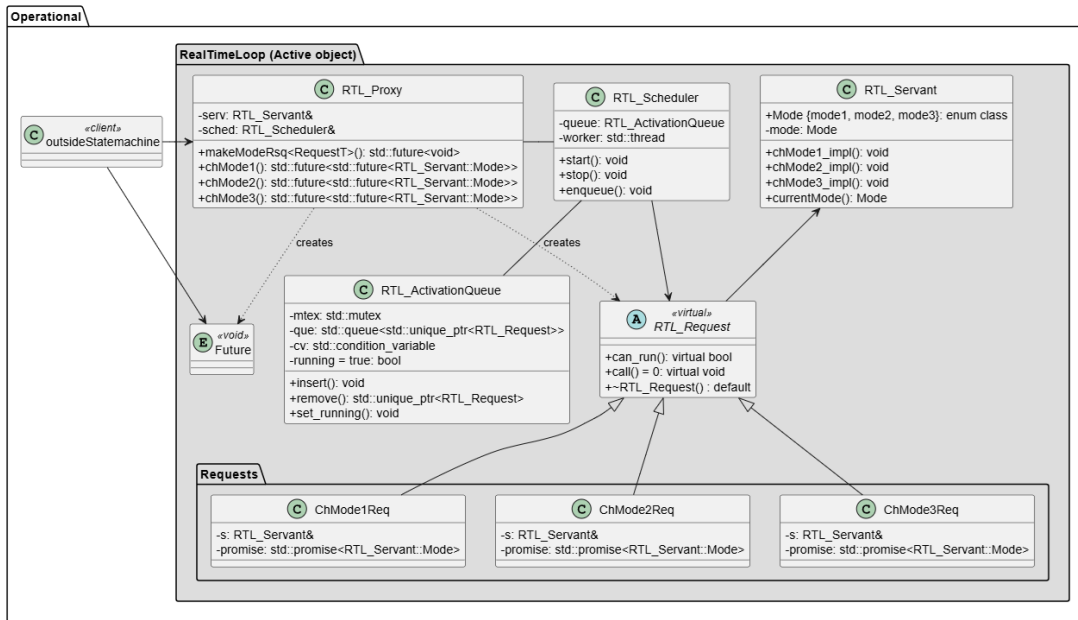 Operational
RealTimeLoop (Active object)
C RTL_Proxy
-serv: RTL_Servant&
-sched: RTL_Scheduler&
+makeModeRsq<RequestT>(): std::future<void>
+chMode1(): std::future<std::future<RTL_Servant::Mode>>
+chMode2(): std::future<std::future<RTL_Servant::Mode>>
+chMode3(): std::future<std::future<RTL_Servant::Mode>>
C RTL_Scheduler
-queue: RTL_ActivationQueue
-worker: std::thread
+start(): void
+stop(): void
+enqueue(): void
C RTL_Servant
+Mode {mode1, mode2, mode3}: enum class
-mode: Mode
+chMode1_impl(): void
+chMode2_impl(): void
+chMode3_impl(): void
+currentMode(): Mode
C «client»
outsideStatemachine
creates
creates
C RTL_ActivationQueue
-mtex: std::mutex
-que: std::queue<std::unique_ptr<RTL_Request>>
-cv: std::condition_variable
-running = true: bool
+insert(): void
+remove(): std::unique_ptr<RTL_Request>
+set_running(): void
E «void»
Future
A «virtual»
RTL_Request
+can_run(): virtual bool
+call() = 0: virtual void
+~RTL_Request() : default
Requests
C ChMode1Req
-s: RTL_Servant&
-promise: std::promise<RTL_Servant::Mode>
C ChMode2Req
-s: RTL_Servant&
-promise: std::promise<RTL_Servant::Mode>
C ChMode3Req
-s: RTL_Servant&
-promise: std::promise<RTL_Servant::Mode>